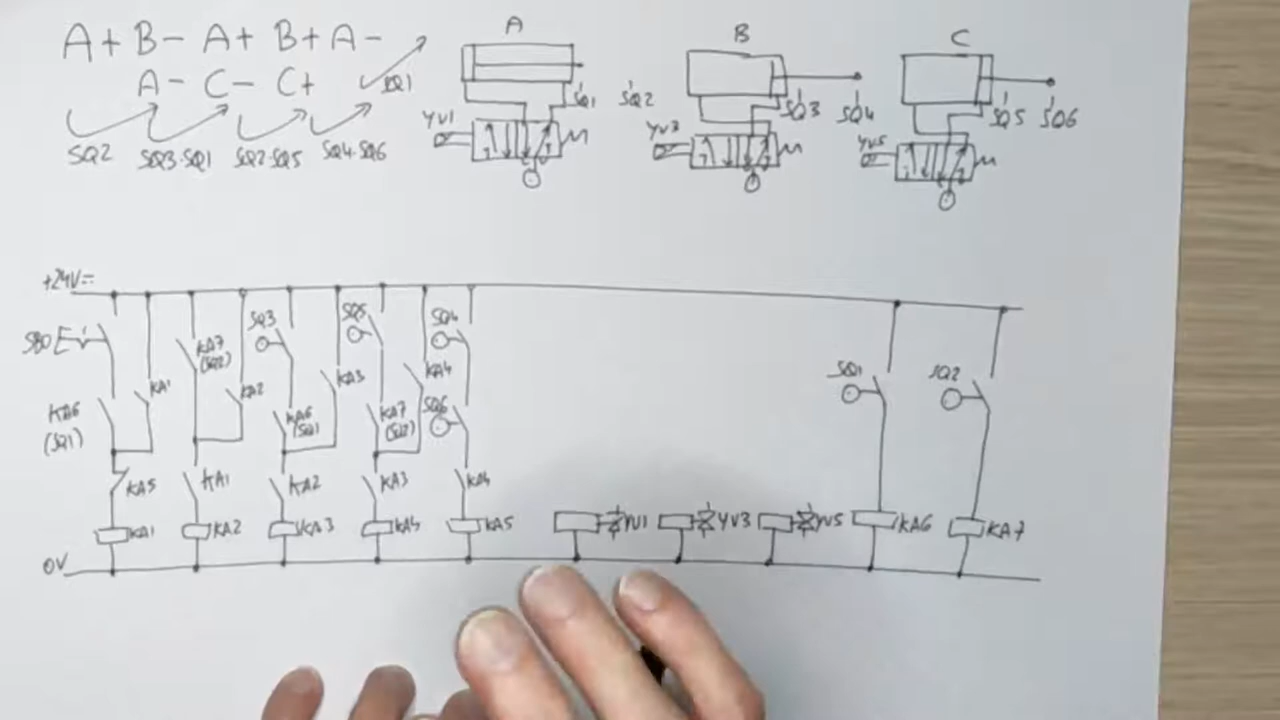 A+ B- A+ B+ A-
A- C- C+
SQ1
SQ2 SQ3·SQ1 SQ2·SQ5 SQ4·SQ6
A B C
SQ1 SQ2 SQ3 SQ4 SQ5 SQ6
YV1 YV3 YV5
+24V=
SB0 KA7 SQ3 SQ5 SQ4 SQ1 SQ2
(SQ2)
KA1 KA2 KA3 KA4
KA6 KA6 KA7 SQ6
(SQ1) (SQ1 (SQ2)
KA5 KA1 KA2 KA3 KA4
KA1 KA2 KA3 KA4 KA5 YV1 YV3 YV5 KA6 KA7
0V